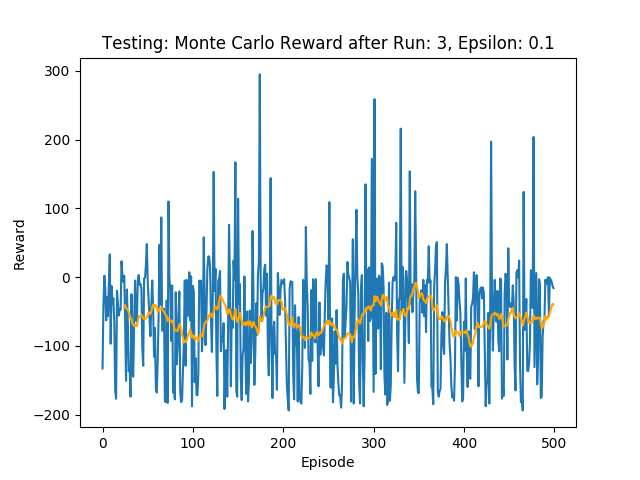 Testing: Monte Carlo Reward after Run: 3, Epsilon: 0.1
300
200
100
0
−100
−200
Reward
0 100 200 300 400 500
Episode